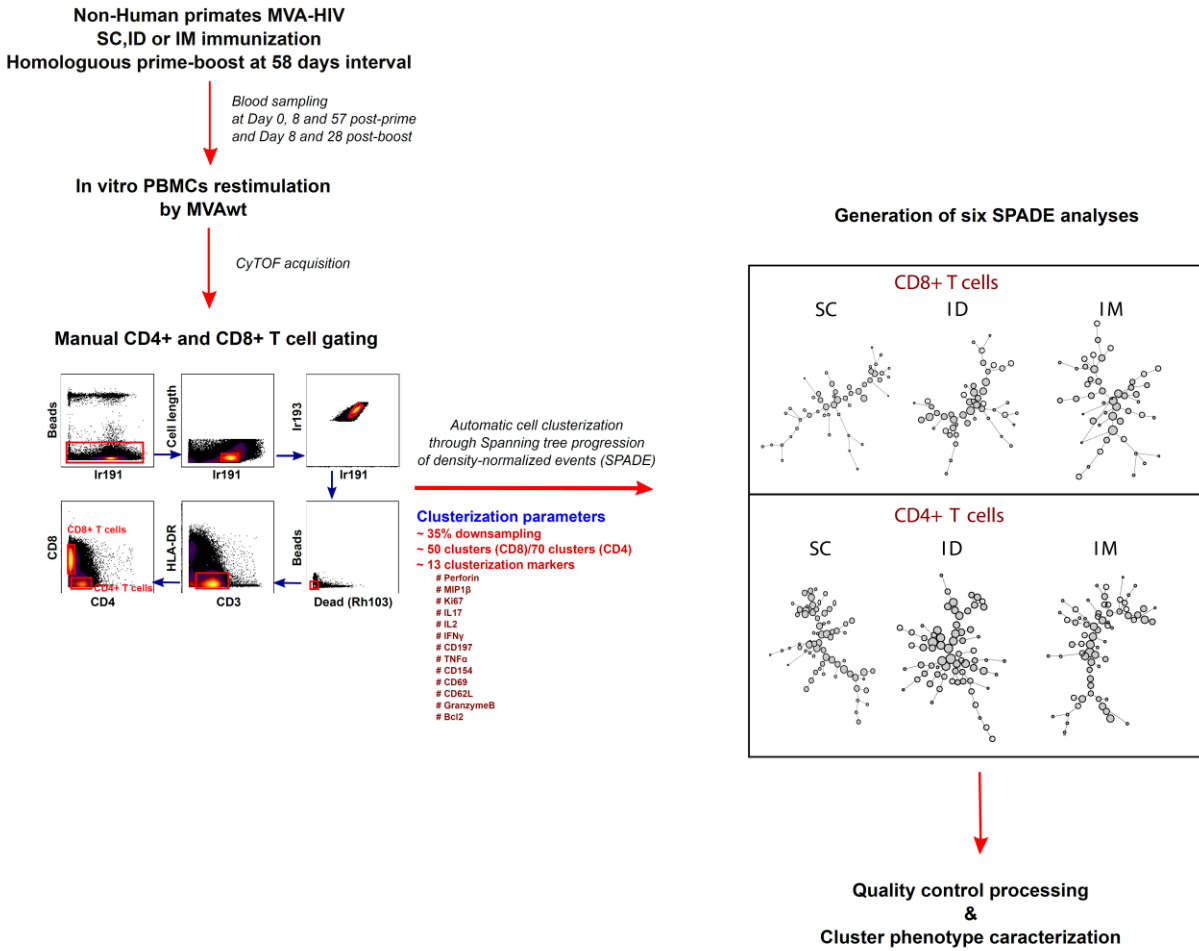 Non-Human primates MVA-HIV
SC,ID or IM immunization
Homologuous prime-boost at 58 days interval
Blood sampling
at Day 0, 8 and 57 post-prime
and Day 8 and 28 post-boost
In vitro PBMCs restimulation
by MVAwt
CyTOF acquisition
Manual CD4+ and CD8+ T cell gating
Beads
Ir191
Cell length
Ir191
Ir193
Ir191
CD8
CD8+ T cells
CD4+ T cells
CD4
HLA-DR
CD3
Beads
Dead (Rh103)
Automatic cell clusterization
through Spanning tree progression
of density-normalized events (SPADE)
Clusterization parameters
~ 35% downsampling
~ 50 clusters (CD8)/70 clusters (CD4)
~ 13 clusterization markers
# Perforin
# MIP1β
# Ki67
# IL17
# IL2
# IFNγ
# CD197
# TNFα
# CD154
# CD69
# CD62L
# GranzymeB
# Bcl2
Generation of six SPADE analyses
CD8+ T cells
SC ID IM
CD4+ T cells
SC ID IM
Quality control processing
&
Cluster phenotype caracterization